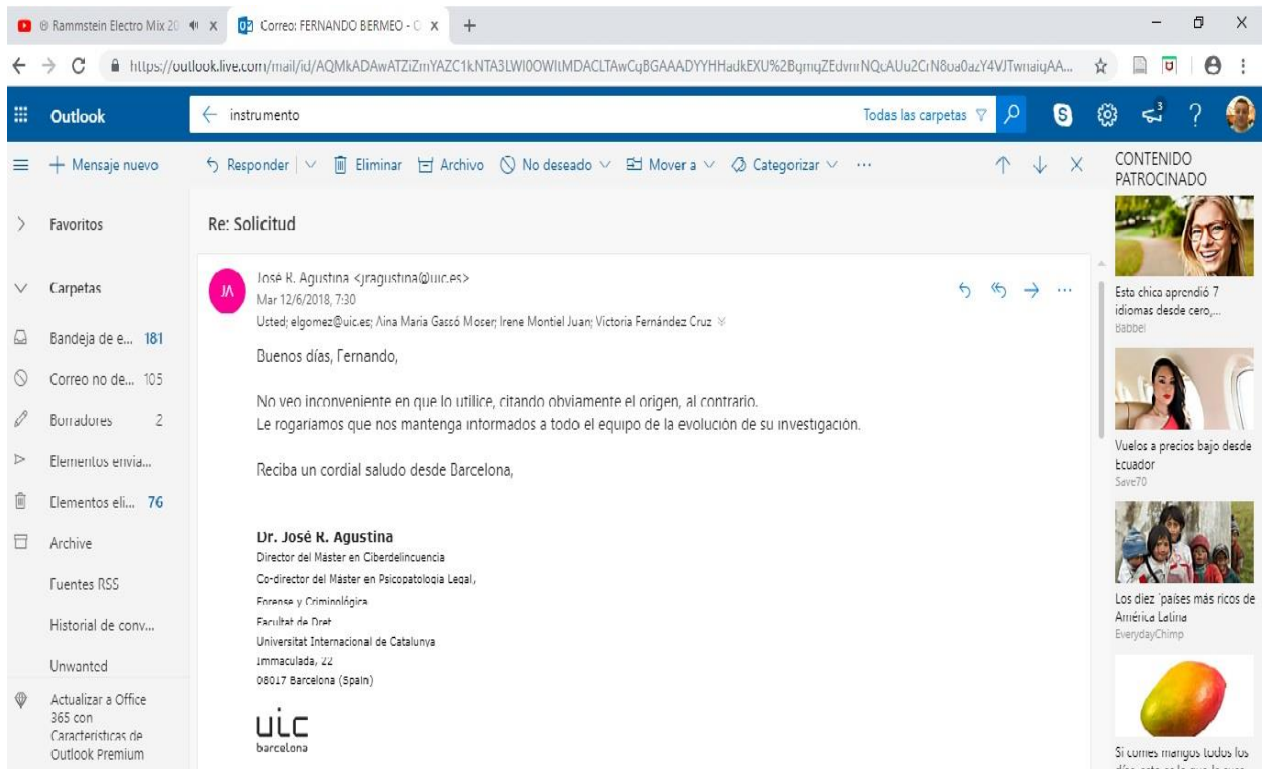 ® Rammstein Electro Mix 20
Correo: FERNANDO BERMEO - O
Outlook
instrumento
Todas las carpetas
3
Mensaje nuevo
Responder
Eliminar
Archivo
No deseado
Mover a
Categorizar
CONTENIDO
PATROCINADO
Favoritos
Carpetas
Bandeja de e... 181
Correo no de... 105
Borradores 2
Elementos envia...
Elementos eli... 76
Archive
Fuentes RSS
Historial de conv...
Unwanted
Actualizar a Office
365 con
Características de
Outlook Premium
Re: Solicitud
JA
José R. Agustina <jragustina@uic.es>
Mar 12/6/2018, 7:30
Usted; elgomez@uic.es; Aina Maria Gassó Moser; Irene Montiel Juan; Victoria Fernández Cruz
Buenos días, Fernando,
No veo inconveniente en que lo utilice, citando obviamente el origen, al contrario.
Le rogaríamos que nos mantenga informados a todo el equipo de la evolución de su investigación.
Reciba un cordial saludo desde Barcelona,
Dr. José R. Agustina
Director del Máster en Ciberdelincuencia
Co-director del Máster en Psicopatología Legal,
Forense y Criminológica
Facultat de Dret
Universitat Internacional de Catalunya
Immaculada, 22
08017 Barcelona (Spain)
uic
barcelona
Esta chica aprendió 7
idiomas desde cero,...
Babbel
Vuelos a precios bajo desde
Ecuador
Save70
Los diez `países más ricos de
América Latina
EverydayChimp
Si comes mangos todos los